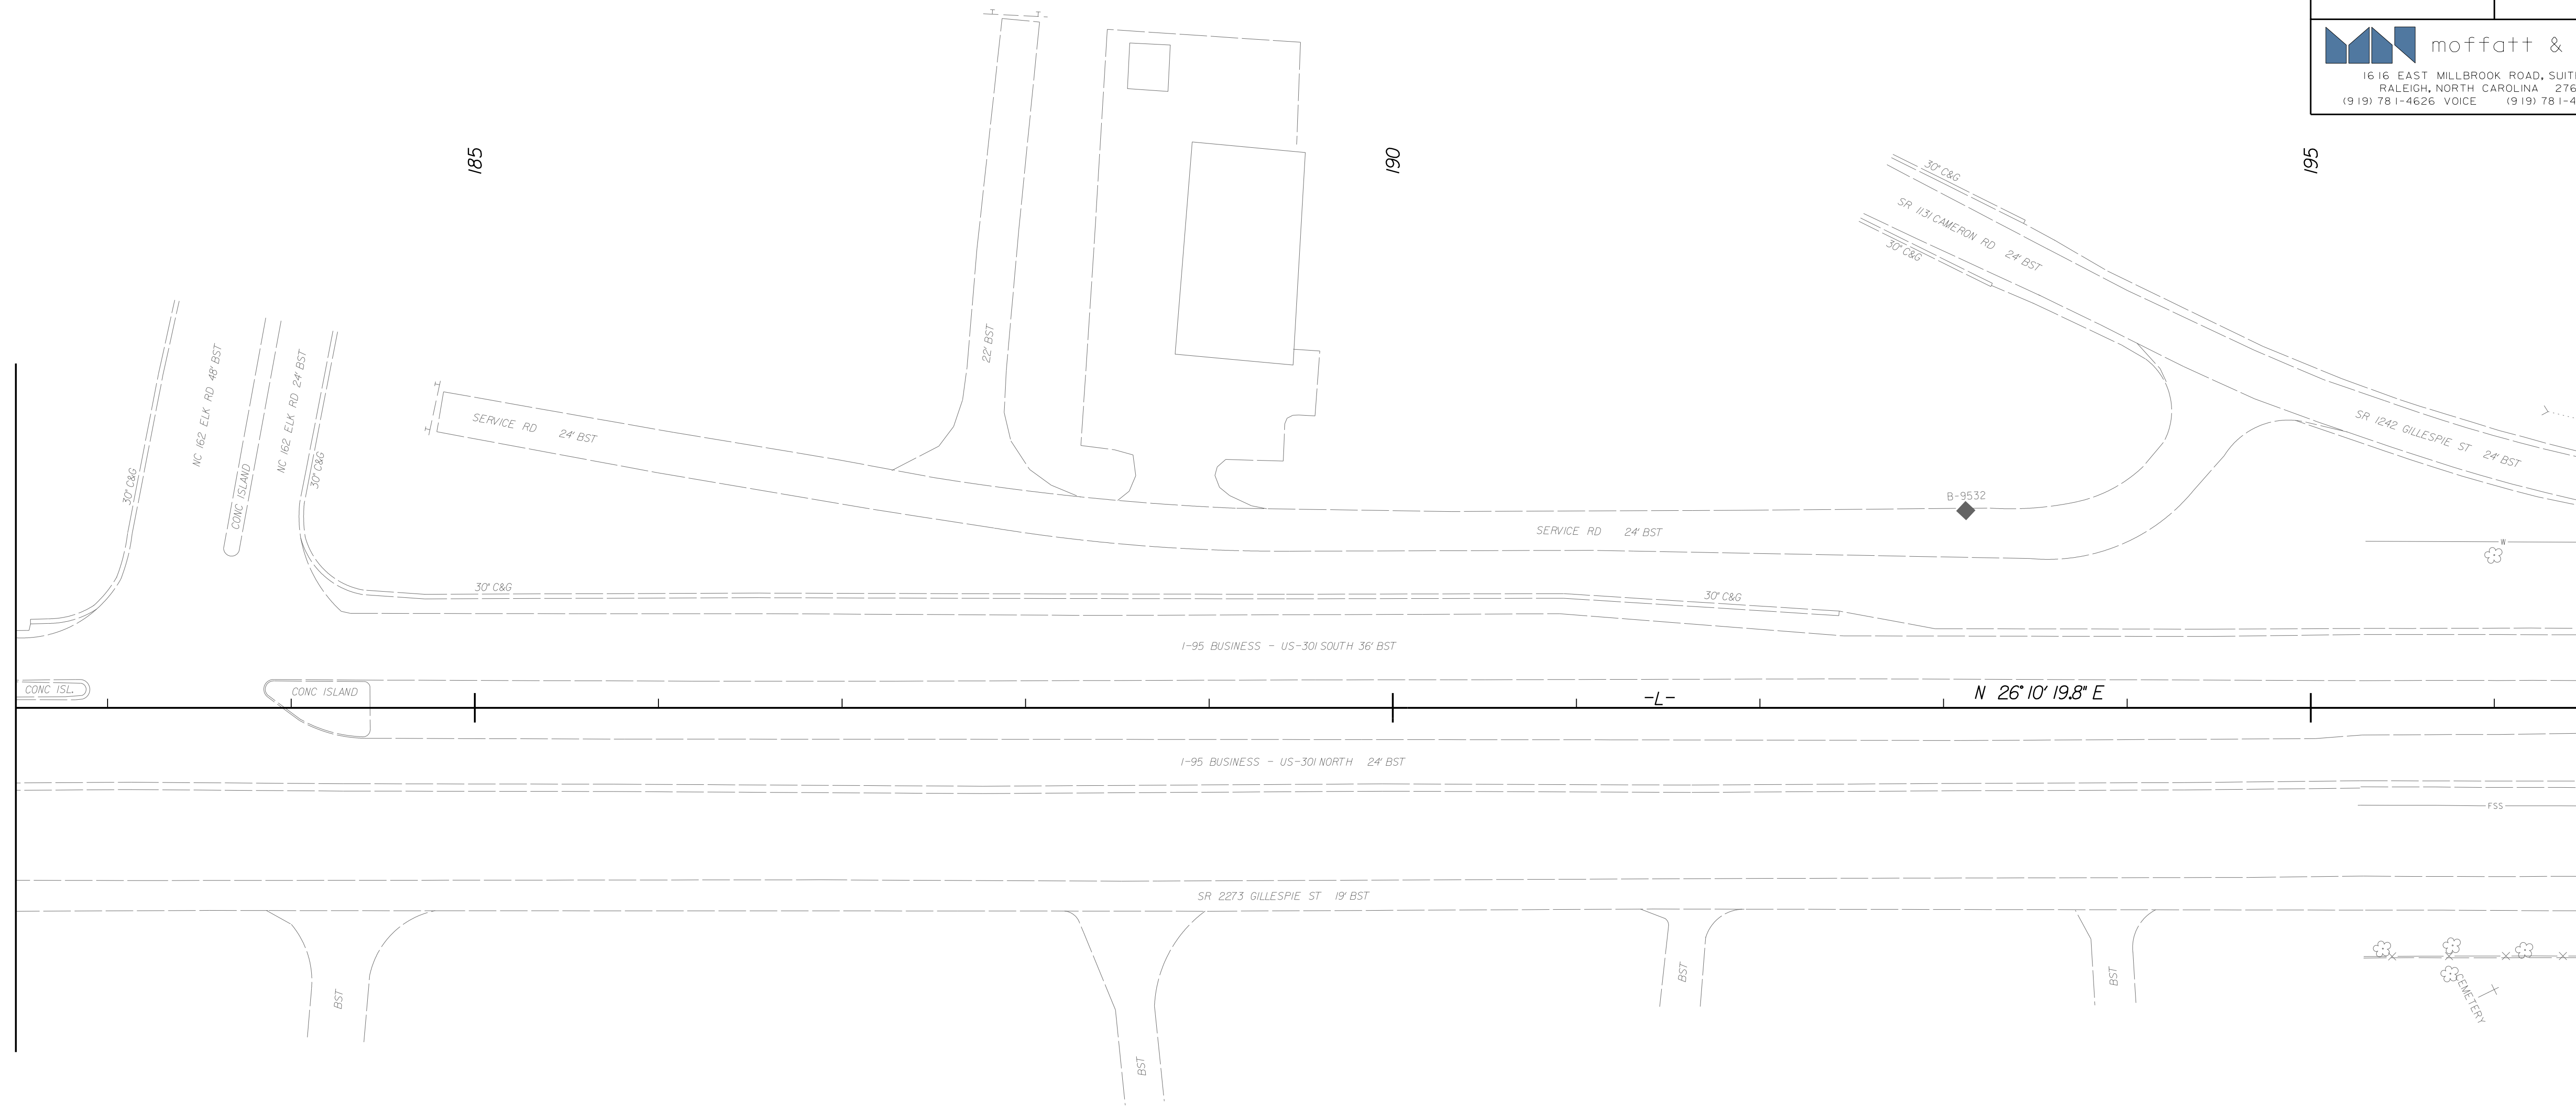 moffatt &
1616 EAST MILLBROOK ROAD, SUIT
RALEIGH, NORTH CAROLINA 276
(919) 781-4626 VOICE (919) 781-4
185
190
195
30" C&G
SR 1131 CAMERON RD 24' BST
30" C&G
22' BST
NC 162 ELK RD 48' BST
NC 162 ELK RD 24' BST
30" C&G
CONC ISLAND
30" C&G
SERVICE RD 24' BST
SR 1242 GILLESPIE ST 24' BST
B-9532
SERVICE RD 24' BST
W
30" C&G
30" C&G
I-95 BUSINESS - US-301 SOUTH 36' BST
CONC ISL.
CONC ISLAND
-L-
N 26° 10' 19.8" E
I-95 BUSINESS - US-301 NORTH 24' BST
FSS
SR 2273 GILLESPIE ST 19' BST
BST
BST
BST
BST
CEMETERY